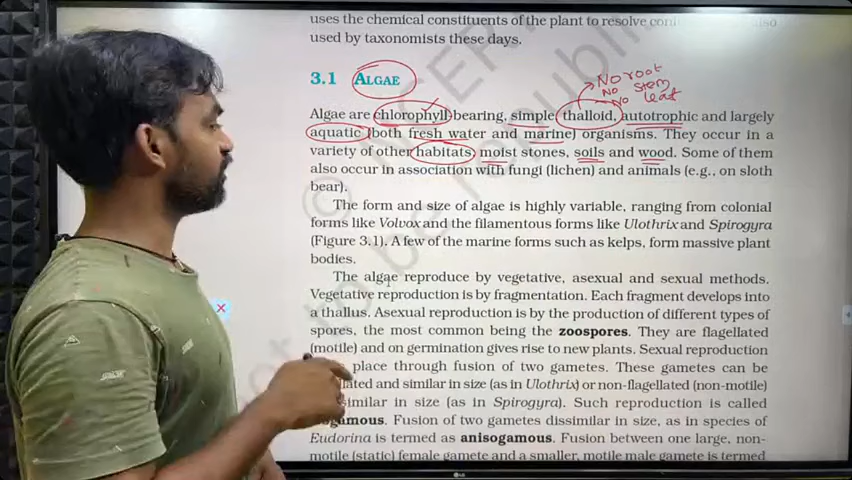 uses the chemical constituents of the plant to resolve also
used by taxonomists these days.
3.1 ALGAE
No root
No stem
No leaf
Algae are chlorophyll bearing, simple, thalloid, autotrophic and largely
aquatic (both fresh water and marine) organisms. They occur in a
variety of other habitats: moist stones, soils and wood. Some of them
also occur in association with fungi (lichen) and animals (e.g., on sloth
bear).
The form and size of algae is highly variable, ranging from colonial
forms like Volvox and the filamentous forms like Ulothrix and Spirogyra
(Figure 3.1). A few of the marine forms such as kelps, form massive plant
bodies.
The algae reproduce by vegetative, asexual and sexual methods.
Vegetative reproduction is by fragmentation. Each fragment develops into
a thallus. Asexual reproduction is by the production of different types of
spores, the most common being the zoospores. They are flagellated
(motile) and on germination gives rise to new plants. Sexual reproduction
place through fusion of two gametes. These gametes can be
and similar in size (as in Ulothrix) or non-flagellated (non-motile)
similar in size (as in Spirogyra). Such reproduction is called
gamous. Fusion of two gametes dissimilar in size, as in species of
Eudorina is termed as anisogamous. Fusion between one large, non-
motile (static) female gamete and a smaller, motile male gamete is termed